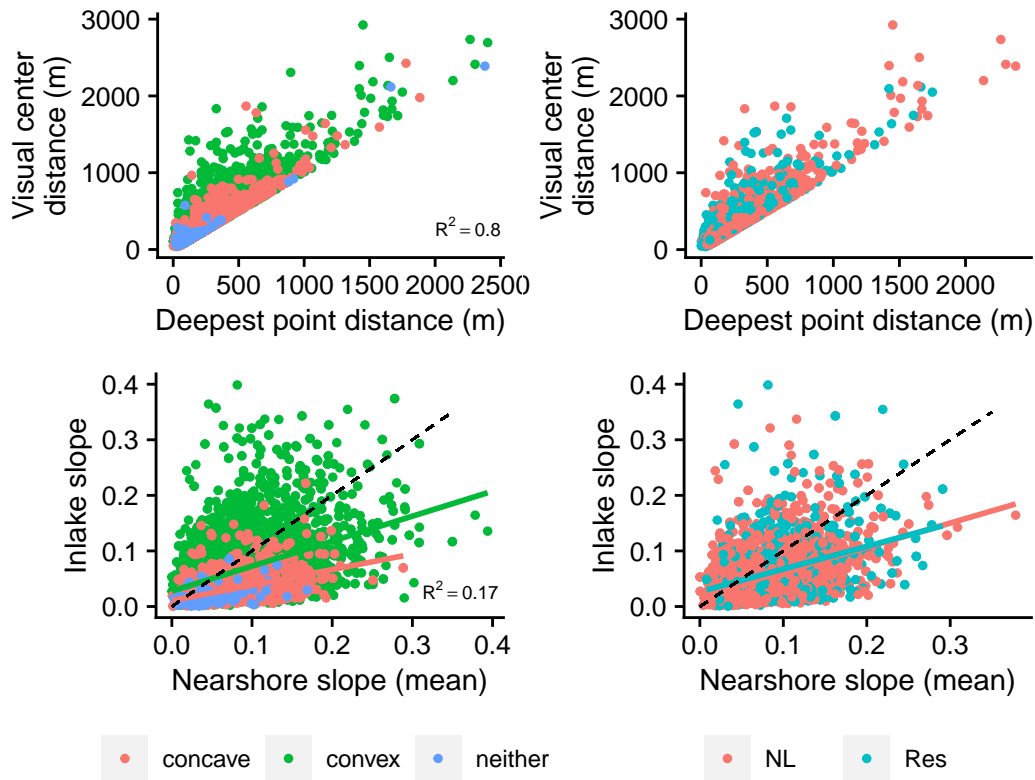 Visual center
distance (m)
3000
2000
1000
0
R² = 0.8
0 500 1000 1500 2000 2500
Deepest point distance (m)
Visual center
distance (m)
3000
2000
1000
0
0 500 1000 1500 2000
Deepest point distance (m)
Inlake slope
0.4
0.3
0.2
0.1
0.0
R² = 0.17
0.0 0.1 0.2 0.3 0.4
Nearshore slope (mean)
Inlake slope
0.4
0.3
0.2
0.1
0.0
0.0 0.1 0.2 0.3
Nearshore slope (mean)
concave convex neither
NL Res